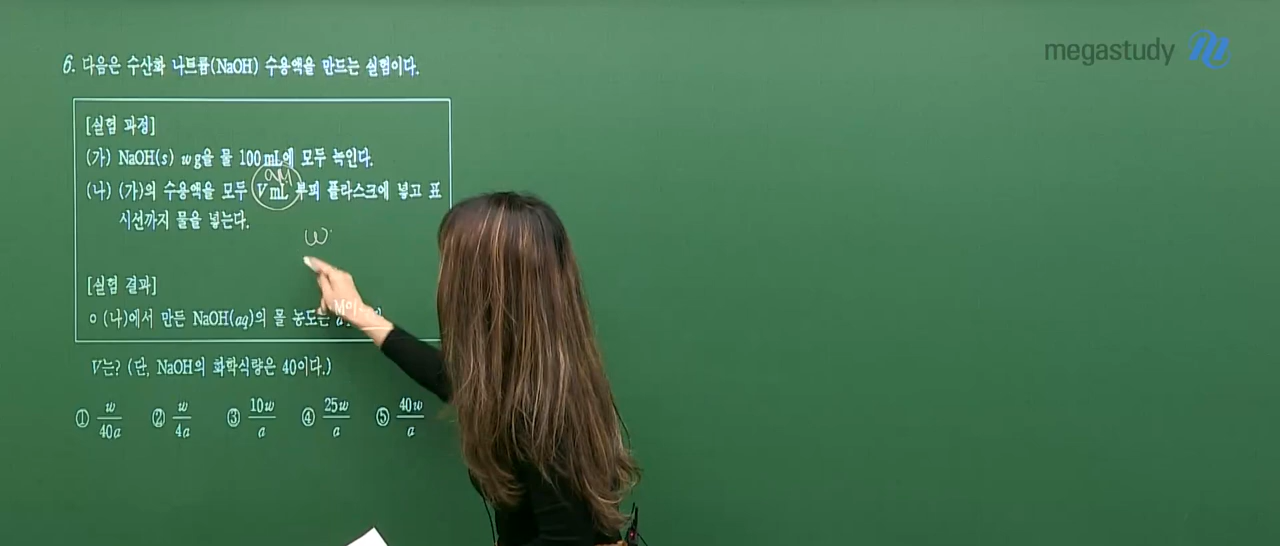 megastudy
6. 다음은 수산화 나트륨(NaOH) 수용액을 만드는 실험이다.
[실험 과정]
(가) NaOH(s) w g을 물 100 mL에 모두 녹인다.
aM
(나) (가)의 수용액을 모두 V mL 부피 플라스크에 넣고 표
시선까지 물을 넣는다.
w
[실험 결과]
○ (나)에서 만든 NaOH(aq)의 몰 농도는 a M이
V는? (단, NaOH의 화학식량은 40이다.)
① w/40a ② w/4a ③ 10w/a ④ 25w/a ⑤ 40w/a